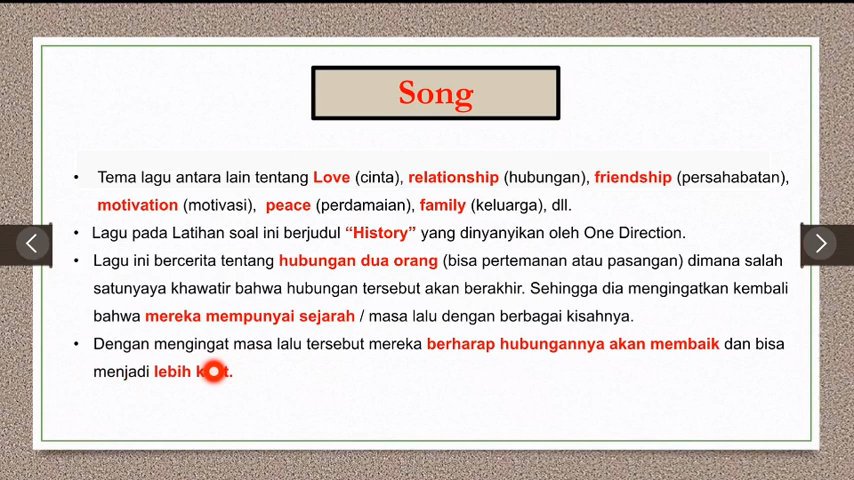 Song
• Tema lagu antara lain tentang Love (cinta), relationship (hubungan), friendship (persahabatan),
motivation (motivasi), peace (perdamaian), family (keluarga), dll.
• Lagu pada Latihan soal ini berjudul “History” yang dinyanyikan oleh One Direction.
• Lagu ini bercerita tentang hubungan dua orang (bisa pertemanan atau pasangan) dimana salah
satunyaya khawatir bahwa hubungan tersebut akan berakhir. Sehingga dia mengingatkan kembali
bahwa mereka mempunyai sejarah / masa lalu dengan berbagai kisahnya.
• Dengan mengingat masa lalu tersebut mereka berharap hubungannya akan membaik dan bisa
menjadi lebih